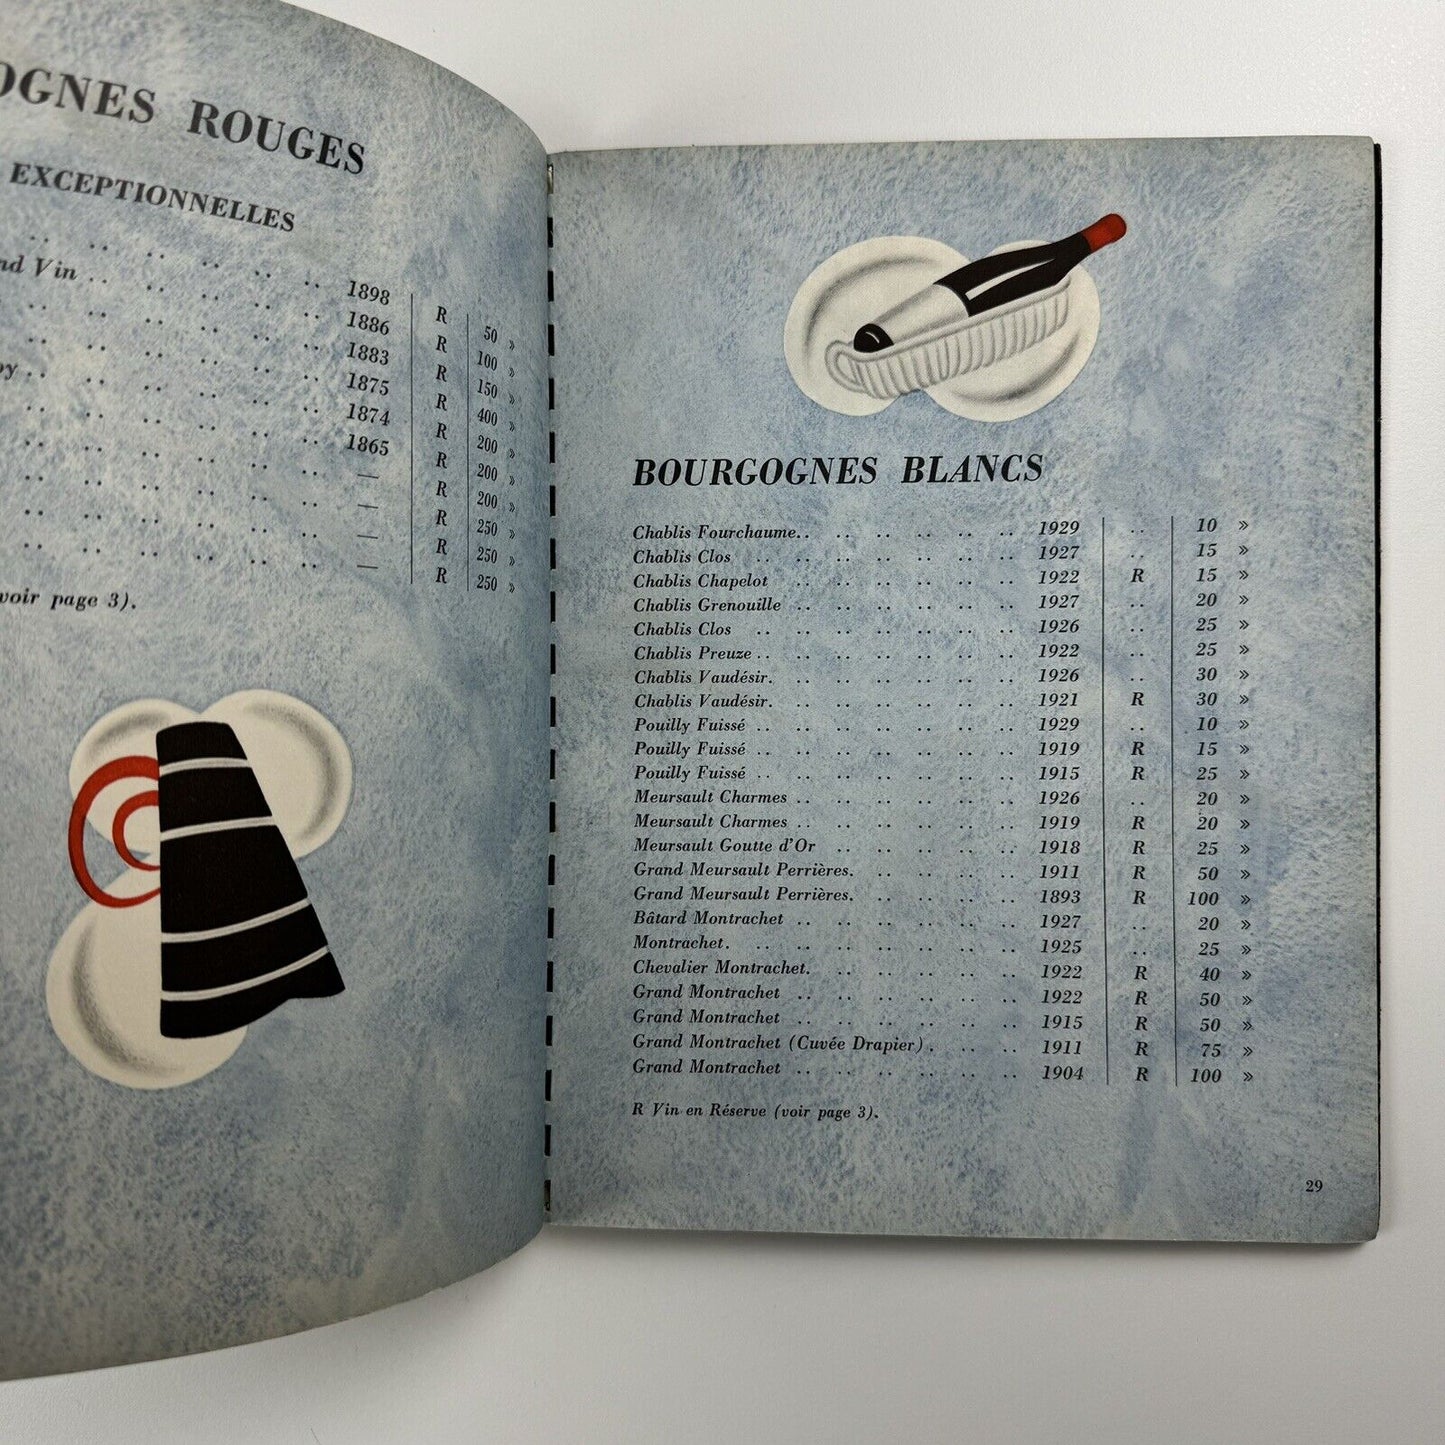 OGNES ROUGES
EXCEPTIONNELLES
.. .. .. .. .. .. 1898 R 50 »
nd Vin .. .. .. .. .. 1886 R 100 »
.. .. .. .. .. .. 1883 R 150 »
.. .. .. .. .. .. 1875 R 400 »
py .. .. .. .. .. .. 1874 R 200 »
.. .. .. .. .. .. 1865 R 200 »
.. .. .. .. .. .. — R 200 »
.. .. .. .. .. .. — R 250 »
.. .. .. .. .. .. — R 250 »
.. .. .. .. .. .. — R 250 »
voir page 3).
BOURGOGNES BLANCS
Chablis Fourchaume.. .. .. .. .. .. 1929 .. 10 »
Chablis Clos .. .. .. .. .. .. .. 1927 .. 15 »
Chablis Chapelot .. .. .. .. .. .. 1922 R 15 »
Chablis Grenouille .. .. .. .. .. .. 1927 .. 20 »
Chablis Clos .. .. .. .. .. .. .. 1926 .. 25 »
Chablis Preuze .. .. .. .. .. .. .. 1922 .. 25 »
Chablis Vaudésir. .. .. .. .. .. .. 1926 .. 30 »
Chablis Vaudésir. .. .. .. .. .. .. 1921 R 30 »
Pouilly Fuissé .. .. .. .. .. .. .. 1929 .. 10 »
Pouilly Fuissé .. .. .. .. .. .. .. 1919 R 15 »
Pouilly Fuissé .. .. .. .. .. .. .. 1915 R 25 »
Meursault Charmes .. .. .. .. .. .. 1926 .. 20 »
Meursault Charmes .. .. .. .. .. .. 1919 R 20 »
Meursault Goutte d'Or .. .. .. .. .. 1918 R 25 »
Grand Meursault Perrières. .. .. .. .. 1911 R 50 »
Grand Meursault Perrières. .. .. .. .. 1893 R 100 »
Bâtard Montrachet .. .. .. .. .. .. 1927 .. 20 »
Montrachet. .. .. .. .. .. .. .. 1925 .. 25 »
Chevalier Montrachet. .. .. .. .. .. 1922 R 40 »
Grand Montrachet .. .. .. .. .. .. 1922 R 50 »
Grand Montrachet .. .. .. .. .. .. 1915 R 50 »
Grand Montrachet (Cuvée Drapier) . .. .. 1911 R 75 »
Grand Montrachet .. .. .. .. .. .. 1904 R 100 »
R Vin en Réserve (voir page 3).
29